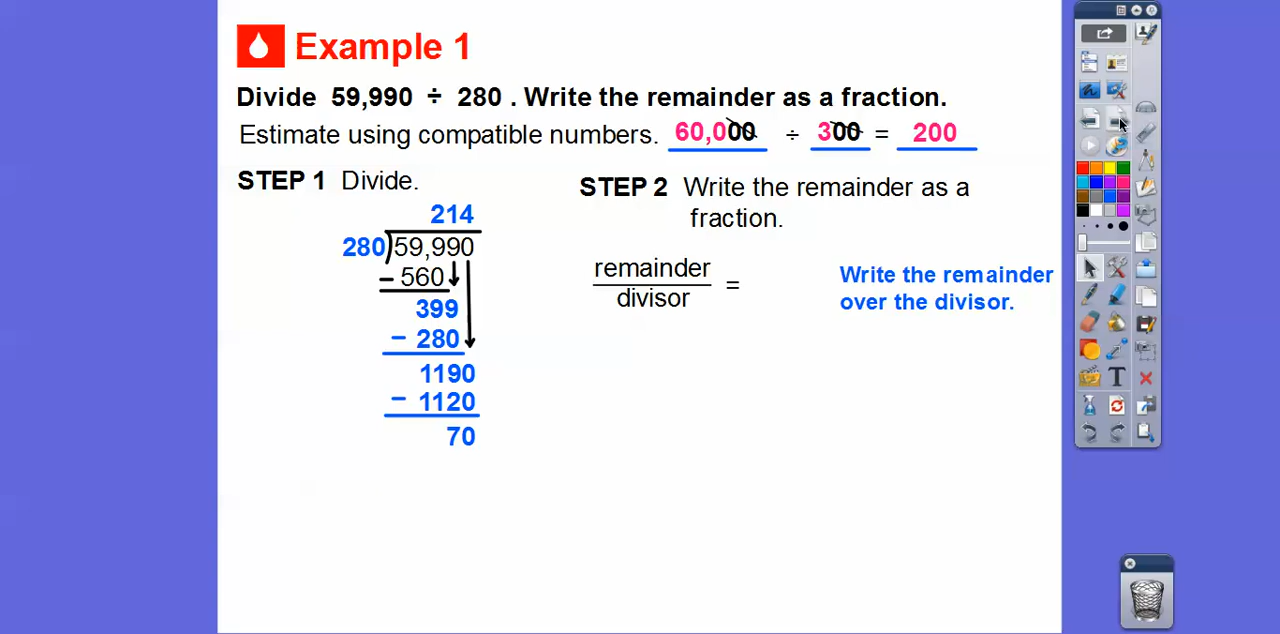 Example 1
Divide 59,990 ÷ 280 . Write the remainder as a fraction.
Estimate using compatible numbers. 60,000 ÷ 300 = 200
STEP 1 Divide.
214
280)59,990
- 560
399
- 280
1190
- 1120
70
STEP 2 Write the remainder as a
fraction.
remainder
divisor
=
Write the remainder
over the divisor.
T